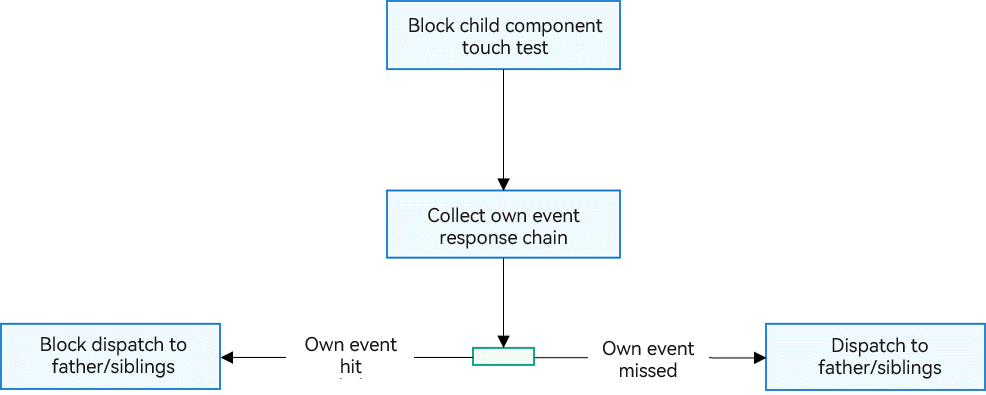 Block child component
touch test
Collect own event
response chain
Block dispatch to
father/siblings
Own event
hit
Own event
missed
Dispatch to
father/siblings